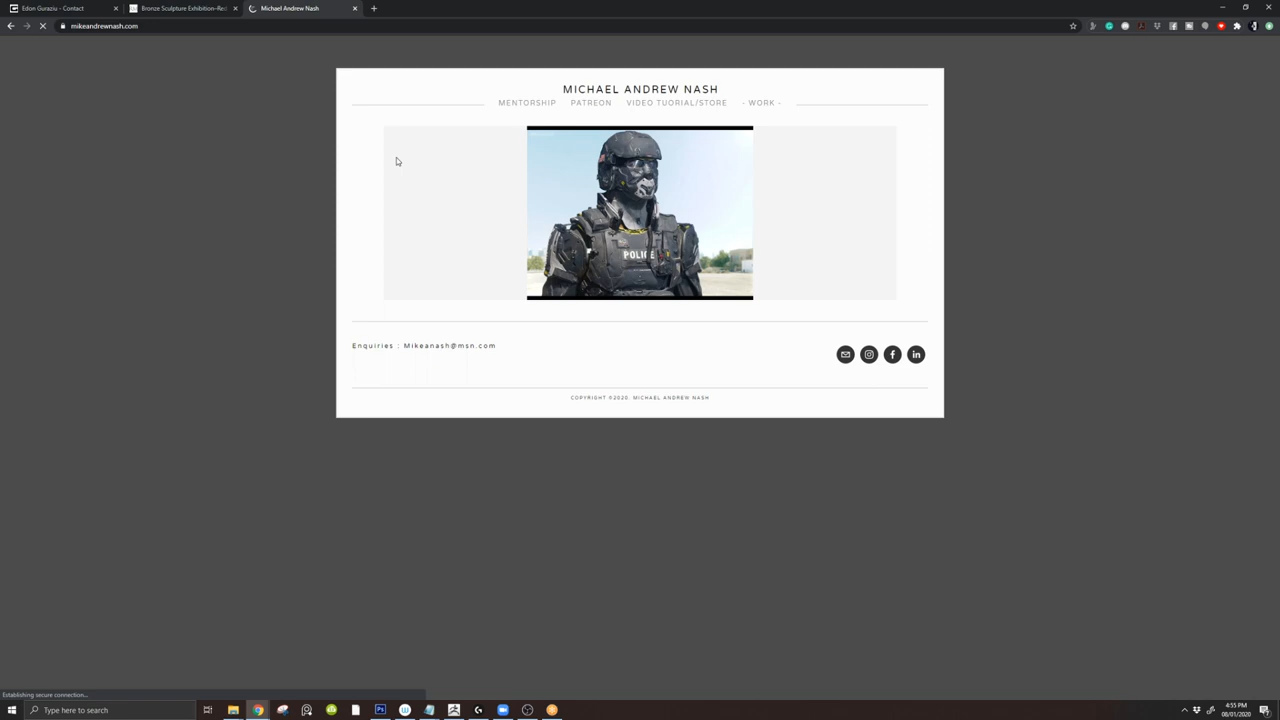 Edon Guraziu - Contact
Bronze Sculpture Exhibition–Re
Michael Andrew Nash
mikeandrewnash.com
MICHAEL ANDREW NASH
MENTORSHIP PATREON VIDEO TUORIAL/STORE - WORK -
POLICE
Enquiries : Mikeanash@msn.com
COPYRIGHT ©2020. MICHAEL ANDREW NASH
Establishing secure connection...
Type here to search
4:55 PM
08/01/2020